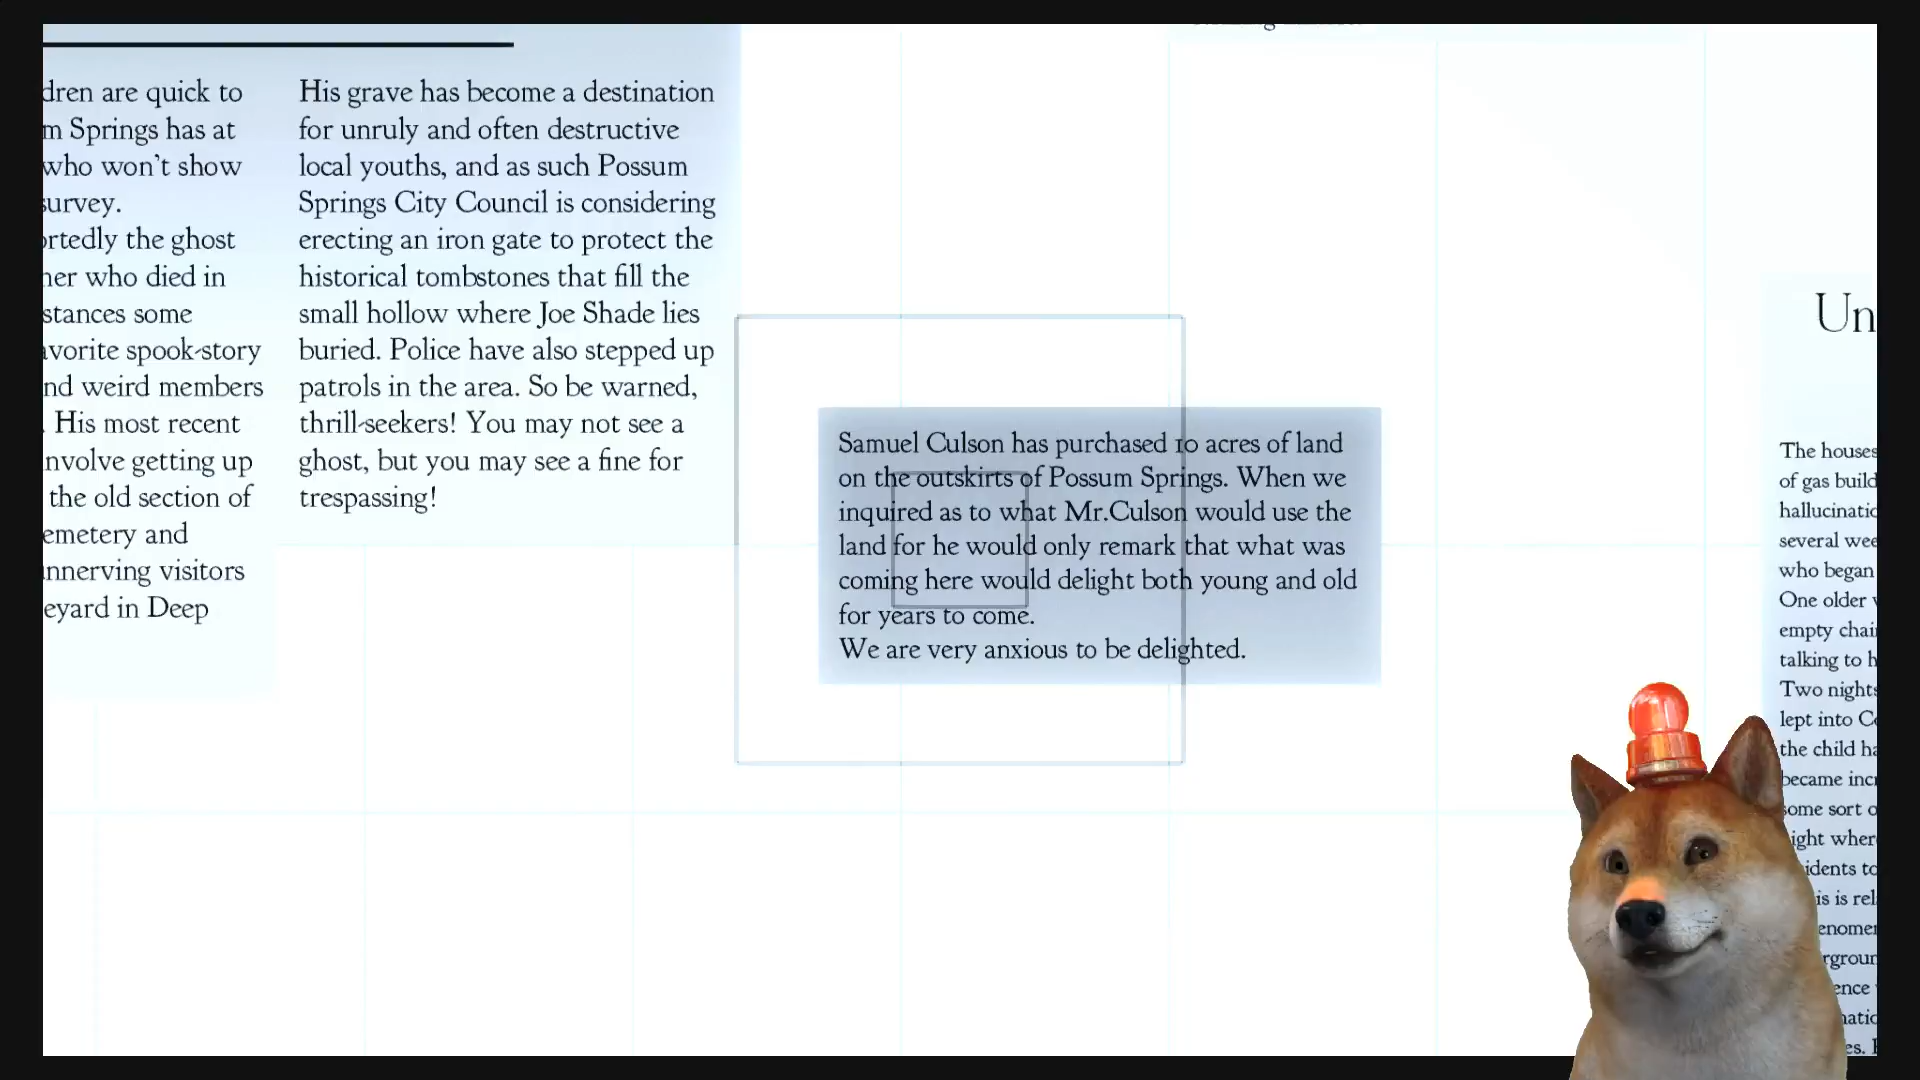 dren are quick to
m Springs has at
who won't show
survey.
rtedly the ghost
ner who died in
stances some
avorite spook-story
nd weird members
. His most recent
nvolve getting up
the old section of
emetery and
nnerving visitors
eyard in Deep
His grave has become a destination
for unruly and often destructive
local youths, and as such Possum
Springs City Council is considering
erecting an iron gate to protect the
historical tombstones that fill the
small hollow where Joe Shade lies
buried. Police have also stepped up
patrols in the area. So be warned,
thrill-seekers! You may not see a
ghost, but you may see a fine for
trespassing!
Samuel Culson has purchased 10 acres of land
on the outskirts of Possum Springs. When we
inquired as to what Mr.Culson would use the
land for he would only remark that what was
coming here would delight both young and old
for years to come.
We are very anxious to be delighted.
Un
The houses
of gas build
hallucinatio
several wee
who began
One older
empty chai
talking to h
Two nights
lept into C
the child ha
became inc
some sort o
ight wher
idents to
is is rel
enomen
rgroun
ence
natio
es.